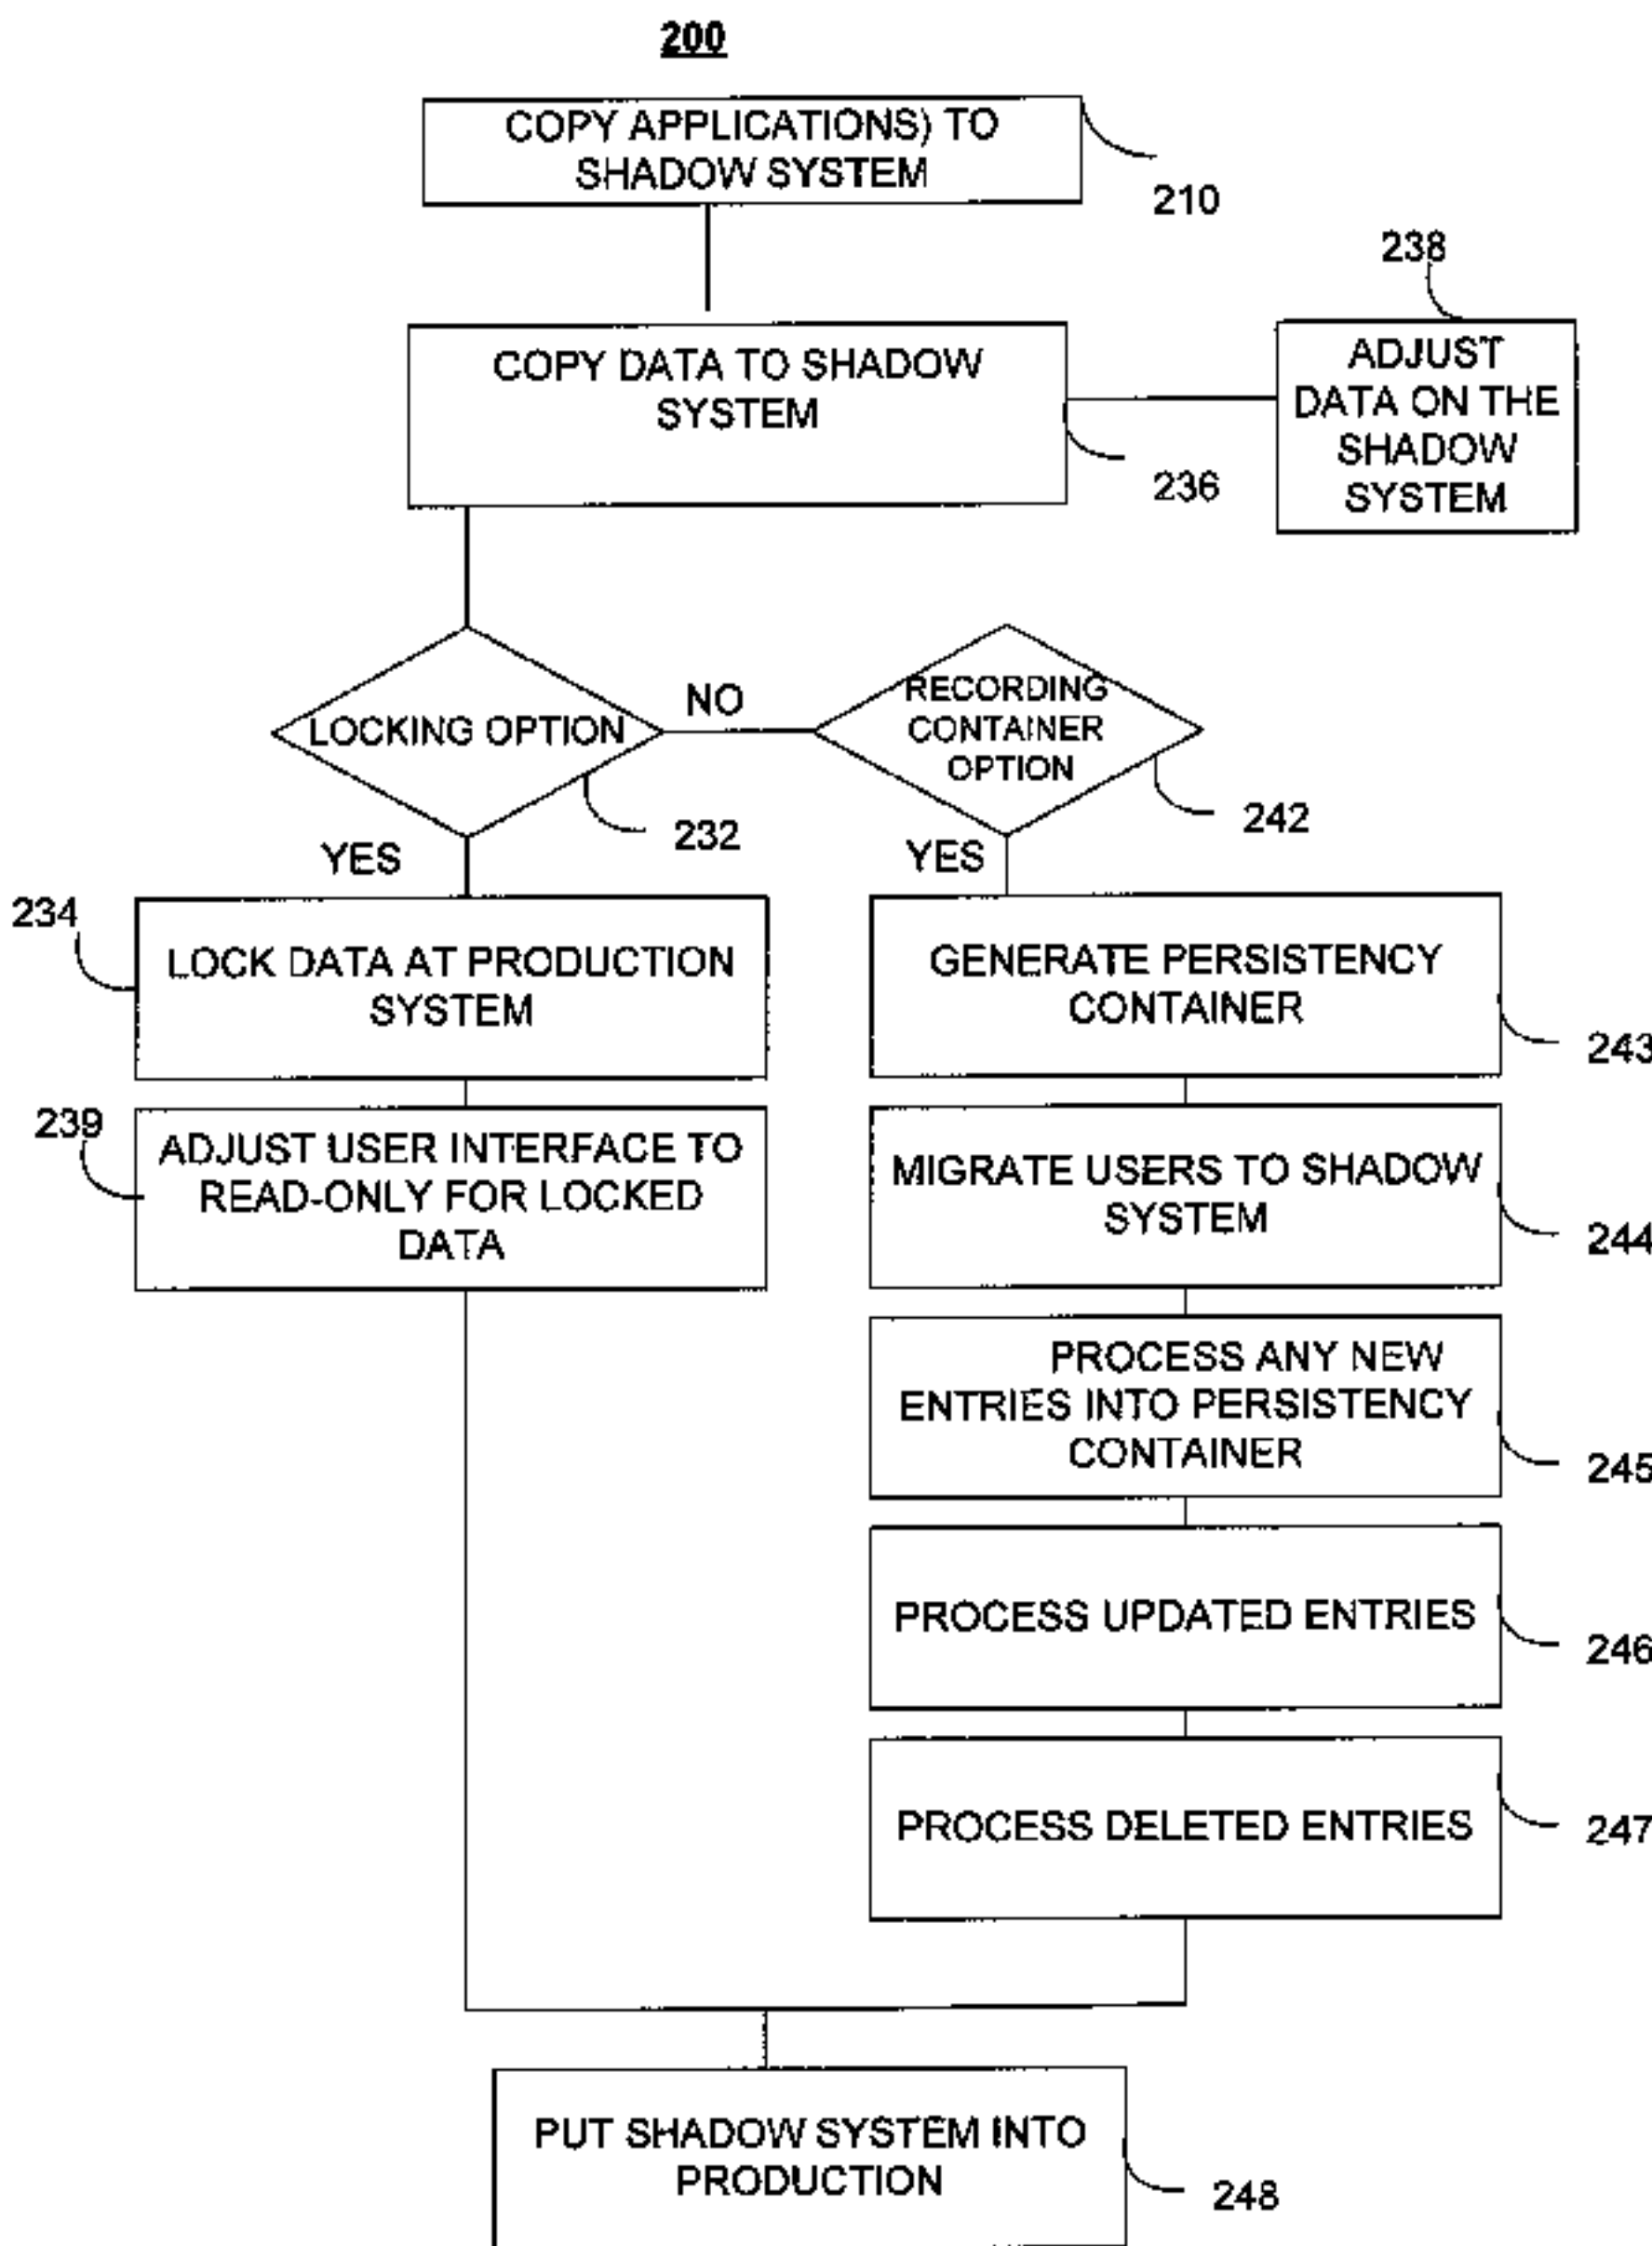 200
COPY APPLICATIONS) TO
SHADOW SYSTEM
210
238
COPY DATA TO SHADOW
SYSTEM
236
ADJUST
DATA ON THE
SHADOW
SYSTEM
LOCKING OPTION
NO
RECORDING
CONTAINER
OPTION
232
242
YES
YES
234
LOCK DATA AT PRODUCTION
SYSTEM
GENERATE PERSISTENCY
CONTAINER
243
239
ADJUST USER INTERFACE TO
READ-ONLY FOR LOCKED
DATA
MIGRATE USERS TO SHADOW
SYSTEM
244
PROCESS ANY NEW
ENTRIES INTO PERSISTENCY
CONTAINER
245
PROCESS UPDATED ENTRIES
246
PROCESS DELETED ENTRIES
247
PUT SHADOW SYSTEM INTO
PRODUCTION
248